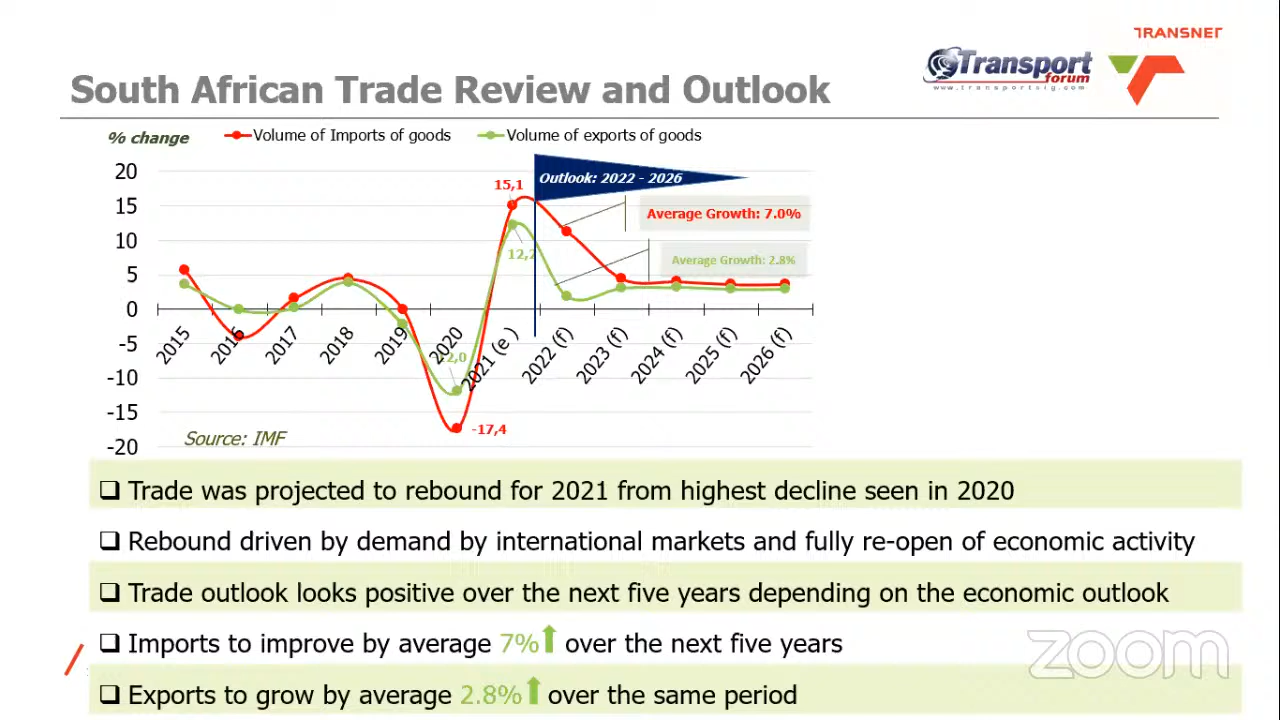 TRANSNET
Transport
forum
www.transportsig.com
South African Trade Review and Outlook
% change
Volume of Imports of goods
Volume of exports of goods
20
15
10
5
0
-5
-10
-15
-20
15,1
12,2
Outlook: 2022 - 2026
Average Growth: 7.0%
Average Growth: 2.8%
2015
2016
2017
2018
2019
2020
2021 (e )
2022 (f)
2023 (f)
2024 (f)
2025 (f)
2026 (f)
-17,4
Source: IMF
❑ Trade was projected to rebound for 2021 from highest decline seen in 2020
❑ Rebound driven by demand by international markets and fully re-open of economic activity
❑ Trade outlook looks positive over the next five years depending on the economic outlook
❑ Imports to improve by average 7% over the next five years
❑ Exports to grow by average 2.8% over the same period
zoom